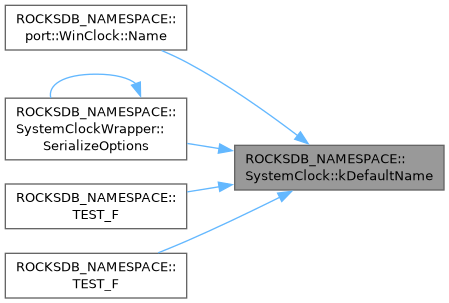 ROCKSDB_NAMESPACE::
port::WinClock::Name
ROCKSDB_NAMESPACE::
SystemClockWrapper::
SerializeOptions
ROCKSDB_NAMESPACE::
SystemClock::kDefaultName
ROCKSDB_NAMESPACE::
TEST_F
ROCKSDB_NAMESPACE::
TEST_F